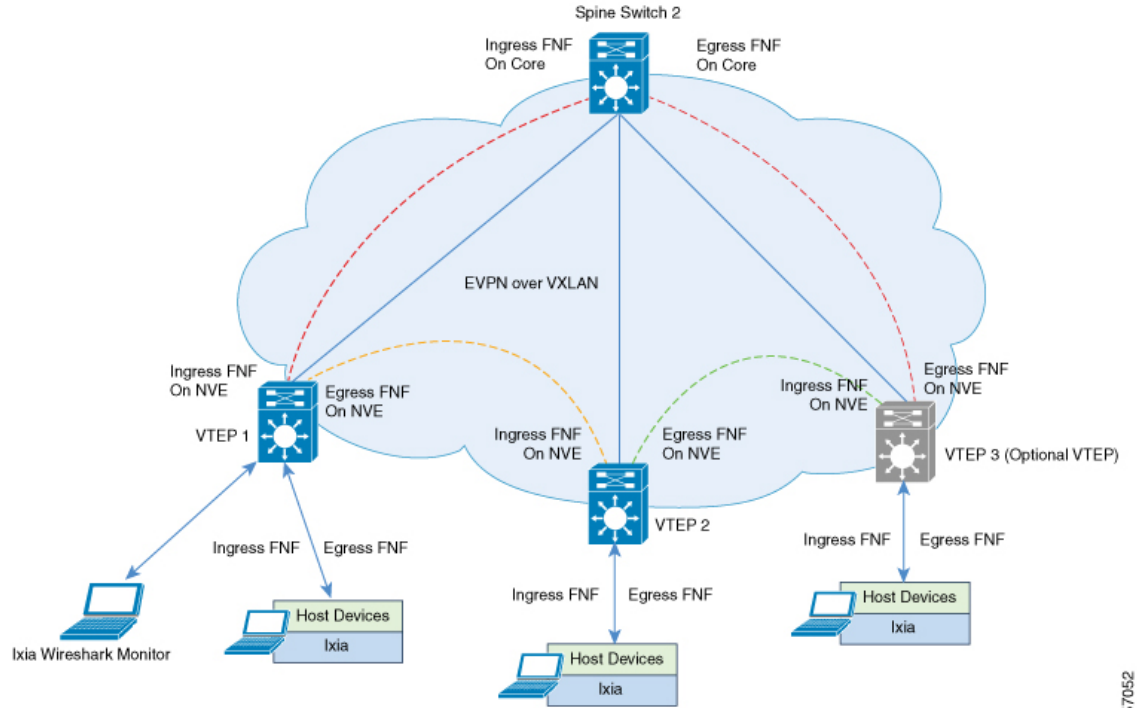 Spine Switch 2
Ingress FNF
On Core
Egress FNF
On Core
EVPN over VXLAN
Ingress FNF
On NVE
Egress FNF
On NVE
VTEP 1
Ingress FNF
On NVE
Egress FNF
On NVE
VTEP 2
Ingress FNF
On NVE
Egress FNF
On NVE
VTEP 3 (Optional VTEP)
Ingress FNF
Egress FNF
Ingress FNF
Egress FNF
Ingress FNF
Egress FNF
Ixia Wireshark Monitor
Host Devices
Ixia
Host Devices
Ixia
Host Devices
Ixia